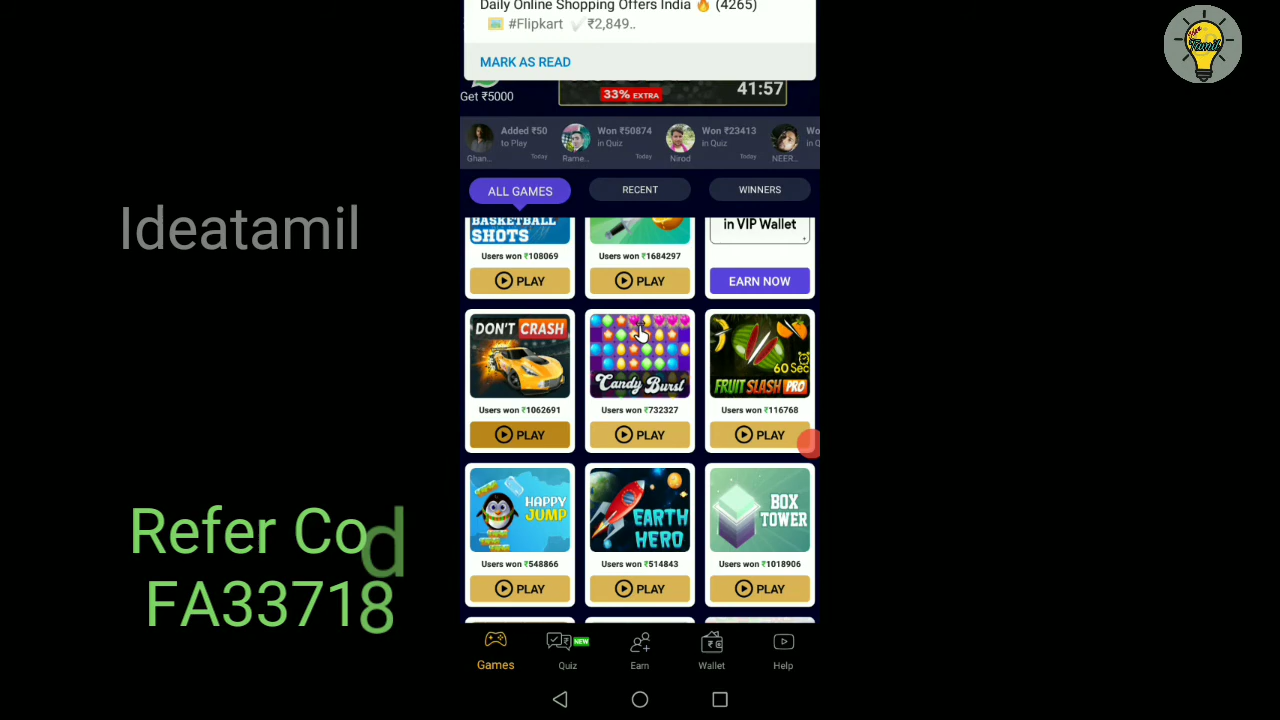 Daily Online Shopping Offers India 🔥 (4265)
🖼️ #Flipkart ✔️₹2,849..
MARK AS READ
Tamil
Get ₹5000
33% EXTRA
41:57
Added ₹50
to Play
Today
Ghan..
Won ₹50874
in Quiz
Today
Rame...
Won ₹23413
in Quiz
Today
Nirod
NEER...
ALL GAMES
RECENT
WINNERS
Ideatamil
BASKETBALL
SHOTS
Users won ₹108069
PLAY
Users won ₹1684297
PLAY
in VIP Wallet
EARN NOW
DON'T CRASH
Users won ₹1062691
PLAY
Candy Burst
Users won ₹732327
PLAY
60 Sec
FRUIT SLASH PRO
Users won ₹116768
PLAY
HAPPY
JUMP
Users won ₹548866
PLAY
EARTH
HERO
Users won ₹514843
PLAY
BOX
TOWER
Users won ₹1018906
PLAY
Refer Cod
FA33718
Games
Quiz
NEW
Earn
Wallet
Help